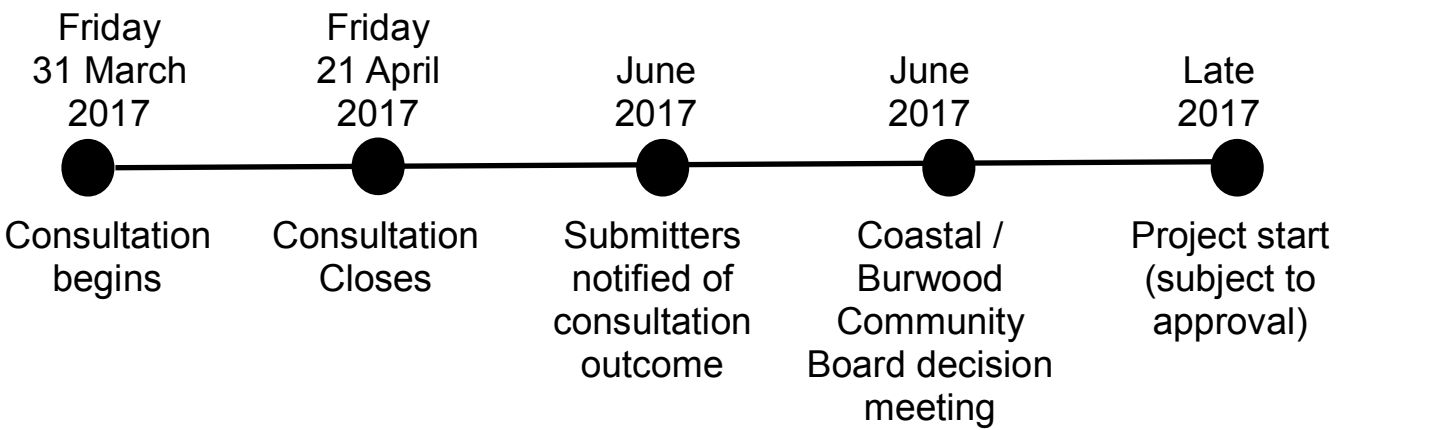 Friday
31 March
2017
Friday
21 April
2017
June
2017
June
2017
Late
2017
Consultation
begins
Consultation
Closes
Submitters
notified of
consultation
outcome
Coastal /
Burwood
Community
Board decision
meeting
Project start
(subject to
approval)